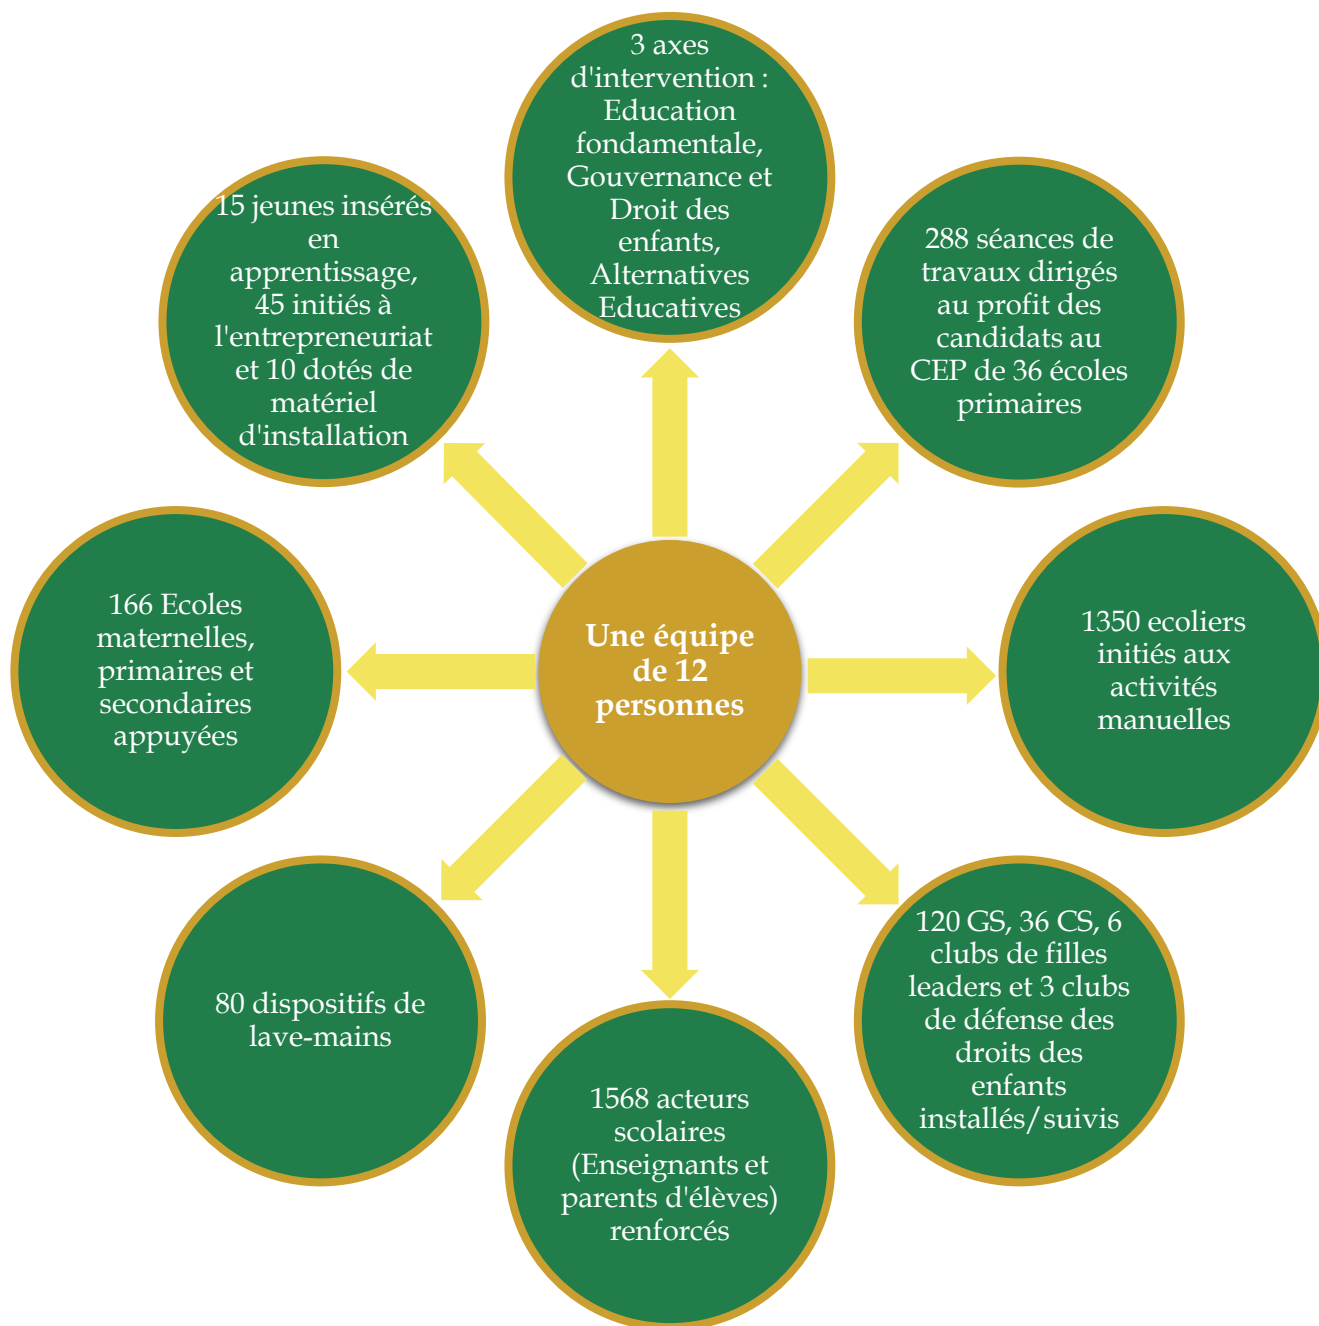 3 axes
d'intervention :
Education
fondamentale,
Gouvernance et
Droit des
enfants,
Alternatives
Educatives
288 séances de
travaux dirigés
au profit des
candidats au
CEP de 36 écoles
primaires
1350 ecoliers
initiés aux
activités
manuelles
120 GS, 36 CS, 6
clubs de filles
leaders et 3 clubs
de défense des
droits des
enfants
installés/suivis
1568 acteurs
scolaires
(Enseignants et
parents d'élèves)
renforcés
80 dispositifs de
lave-mains
166 Ecoles
maternelles,
primaires et
secondaires
appuyées
15 jeunes insérés
en
apprentissage,
45 initiés à
l'entrepreneuriat
et 10 dotés de
matériel
d'installation
Une équipe
de 12
personnes